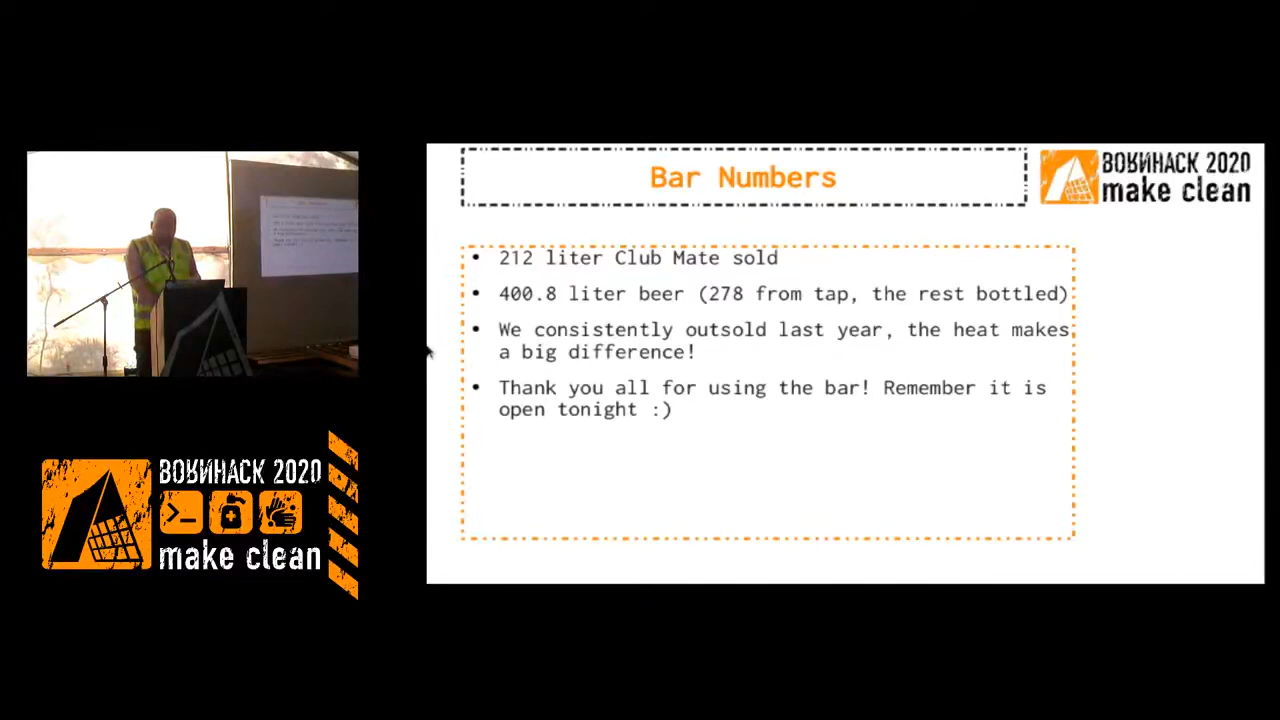 Bar Numbers
BORNHACK 2020
make clean
• 212 liter Club Mate sold
• 400.8 liter beer (278 from tap, the rest bottled)
• We consistently outsold last year, the heat makes
a big difference!
• Thank you all for using the bar! Remember it is
open tonight :)
BORNHACK 2020
>_
make clean